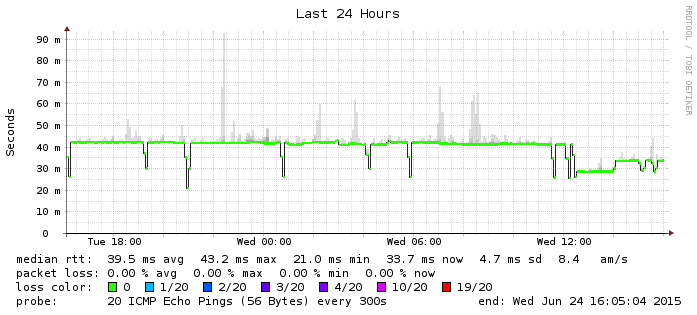 Last 24 Hours
RRDTOOL / TOBI OETIKER
Seconds
90 m
80 m
70 m
60 m
50 m
40 m
30 m
20 m
10 m
0
Tue 18:00 Wed 00:00 Wed 06:00 Wed 12:00
median rtt: 39.5 ms avg 43.2 ms max 21.0 ms min 33.7 ms now 4.7 ms sd 8.4 am/s
packet loss: 0.00 % avg 0.00 % max 0.00 % min 0.00 % now
loss color: 0 1/20 2/20 3/20 4/20 10/20 19/20
probe: 20 ICMP Echo Pings (56 Bytes) every 300s end: Wed Jun 24 16:05:04 2015